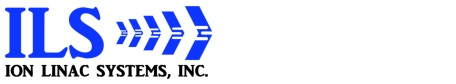 ILS
ION LINAC SYSTEMS, INC.